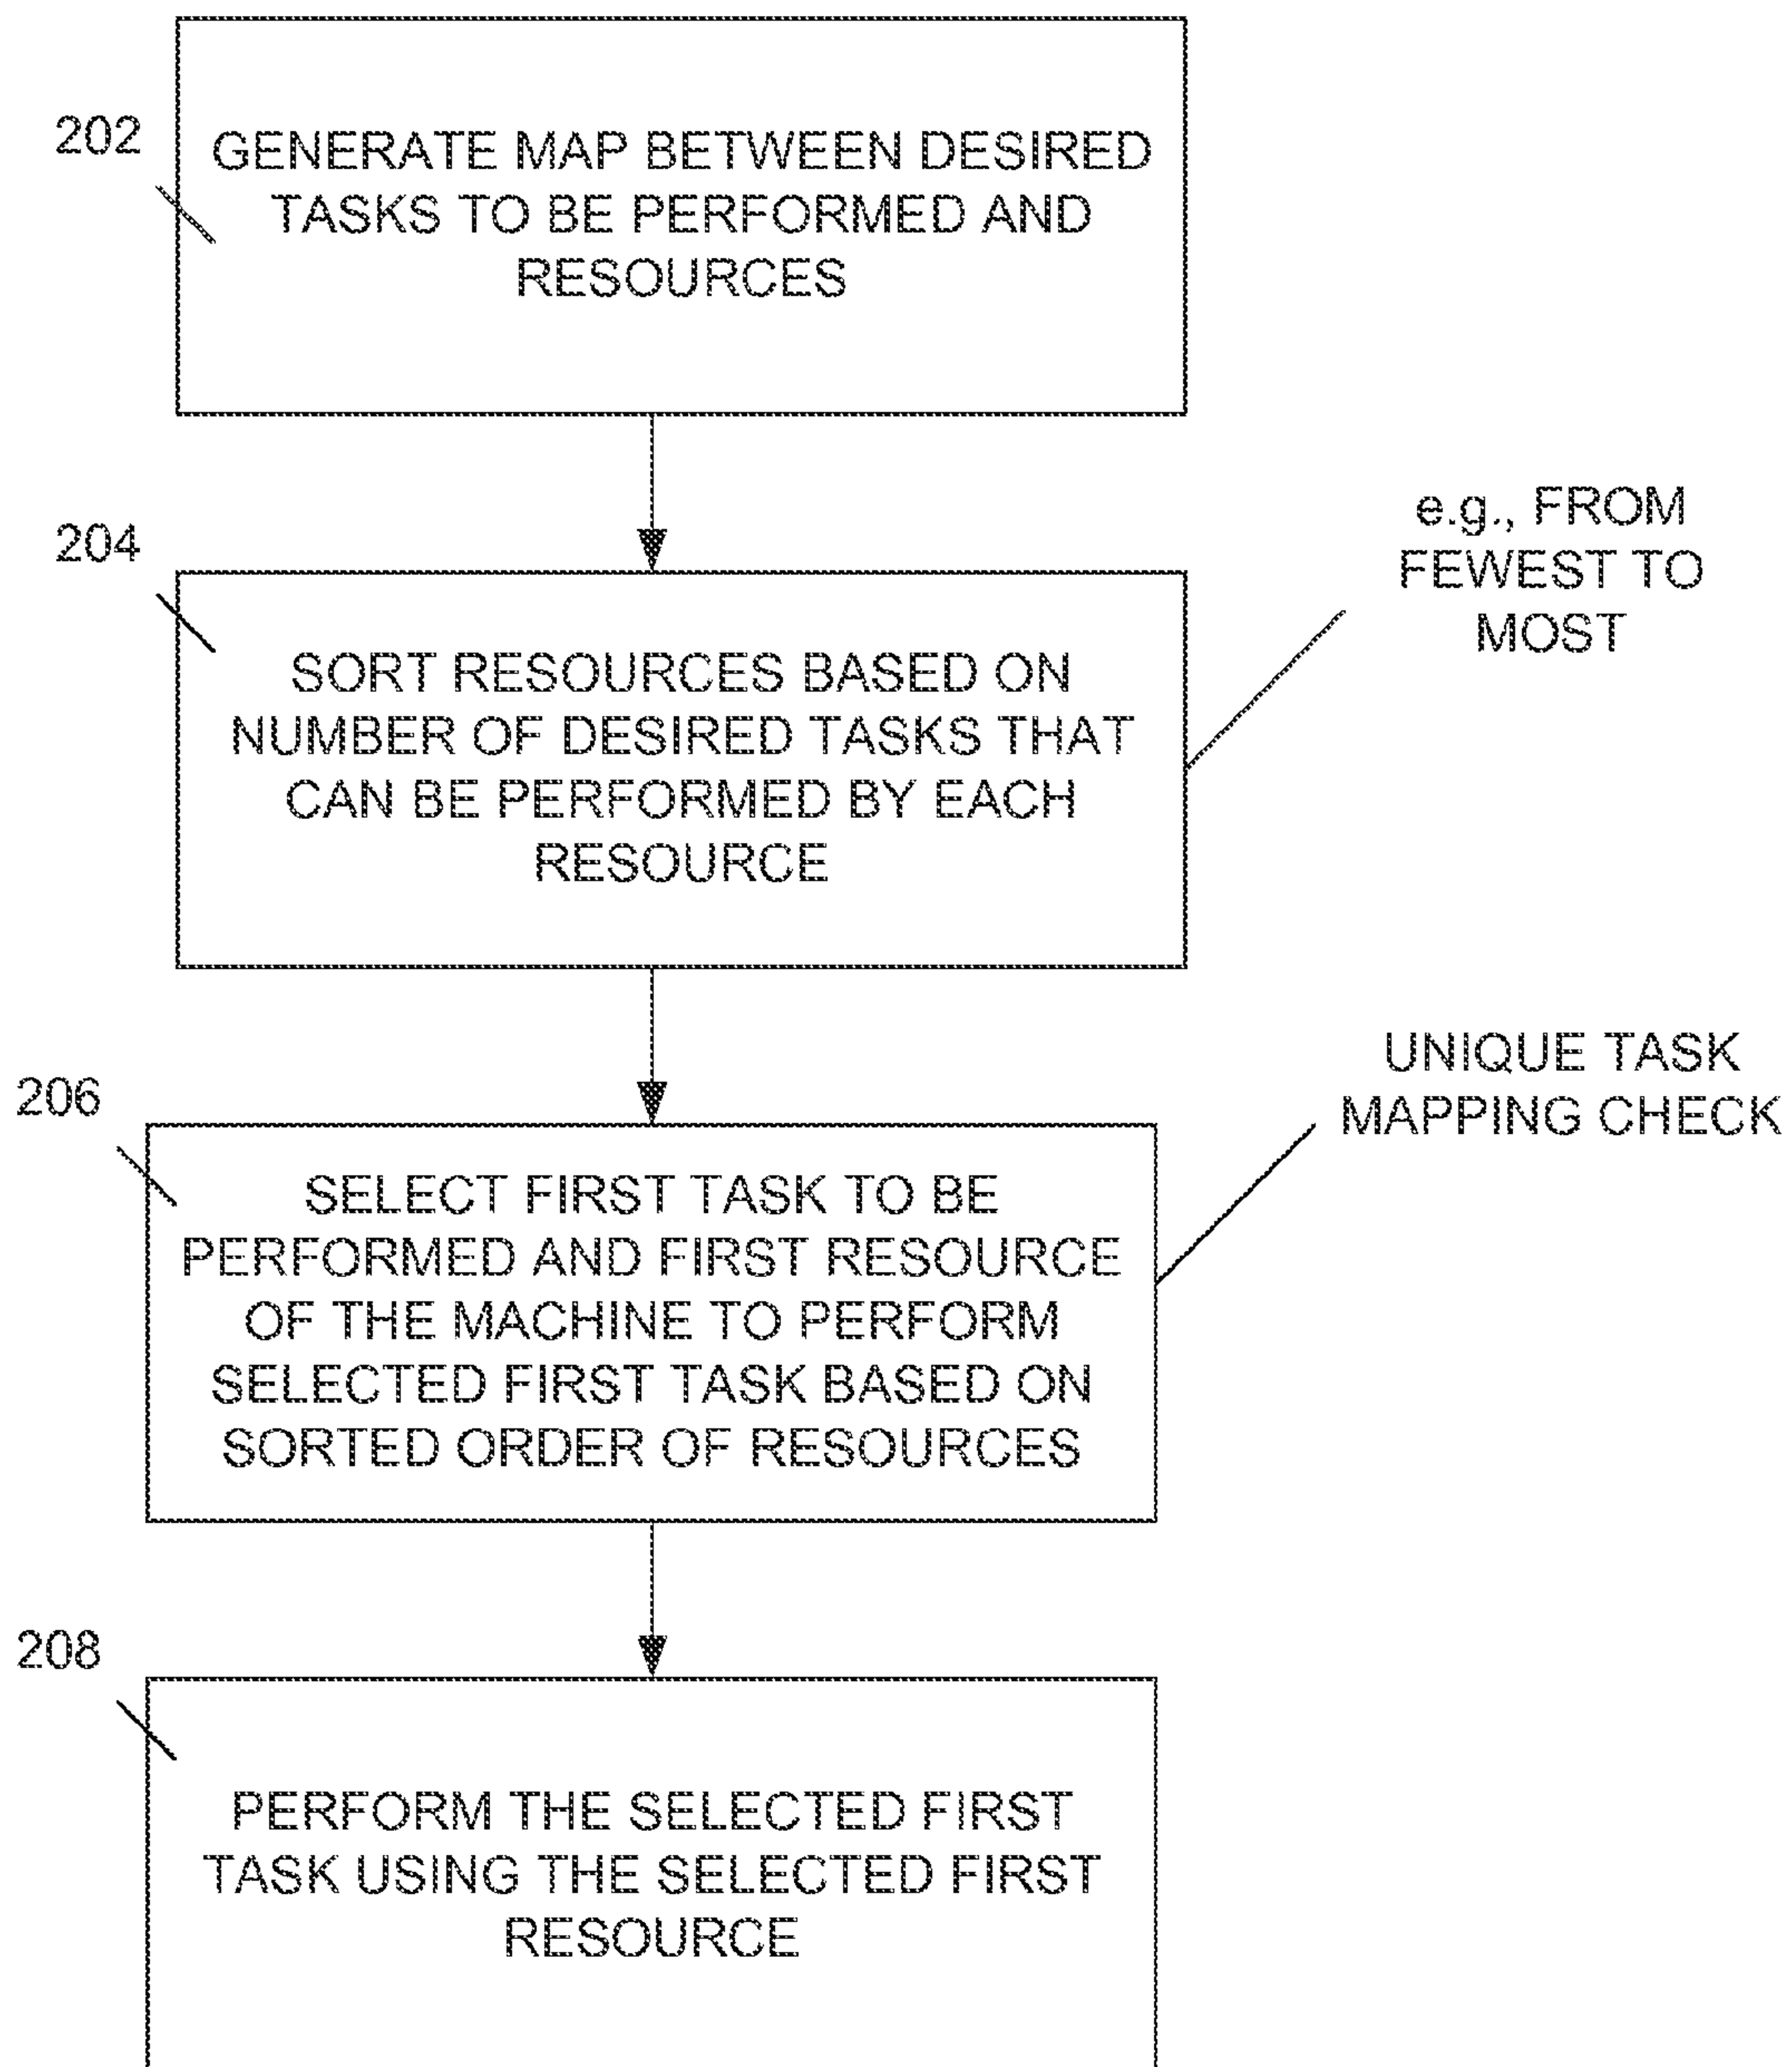 202
GENERATE MAP BETWEEN DESIRED
TASKS TO BE PERFORMED AND
RESOURCES
204
SORT RESOURCES BASED ON
NUMBER OF DESIRED TASKS THAT
CAN BE PERFORMED BY EACH
RESOURCE
e.g., FROM
FEWEST TO
MOST
206
SELECT FIRST TASK TO BE
PERFORMED AND FIRST RESOURCE
OF THE MACHINE TO PERFORM
SELECTED FIRST TASK BASED ON
SORTED ORDER OF RESOURCES
UNIQUE TASK
MAPPING CHECK
208
PERFORM THE SELECTED FIRST
TASK USING THE SELECTED FIRST
RESOURCE